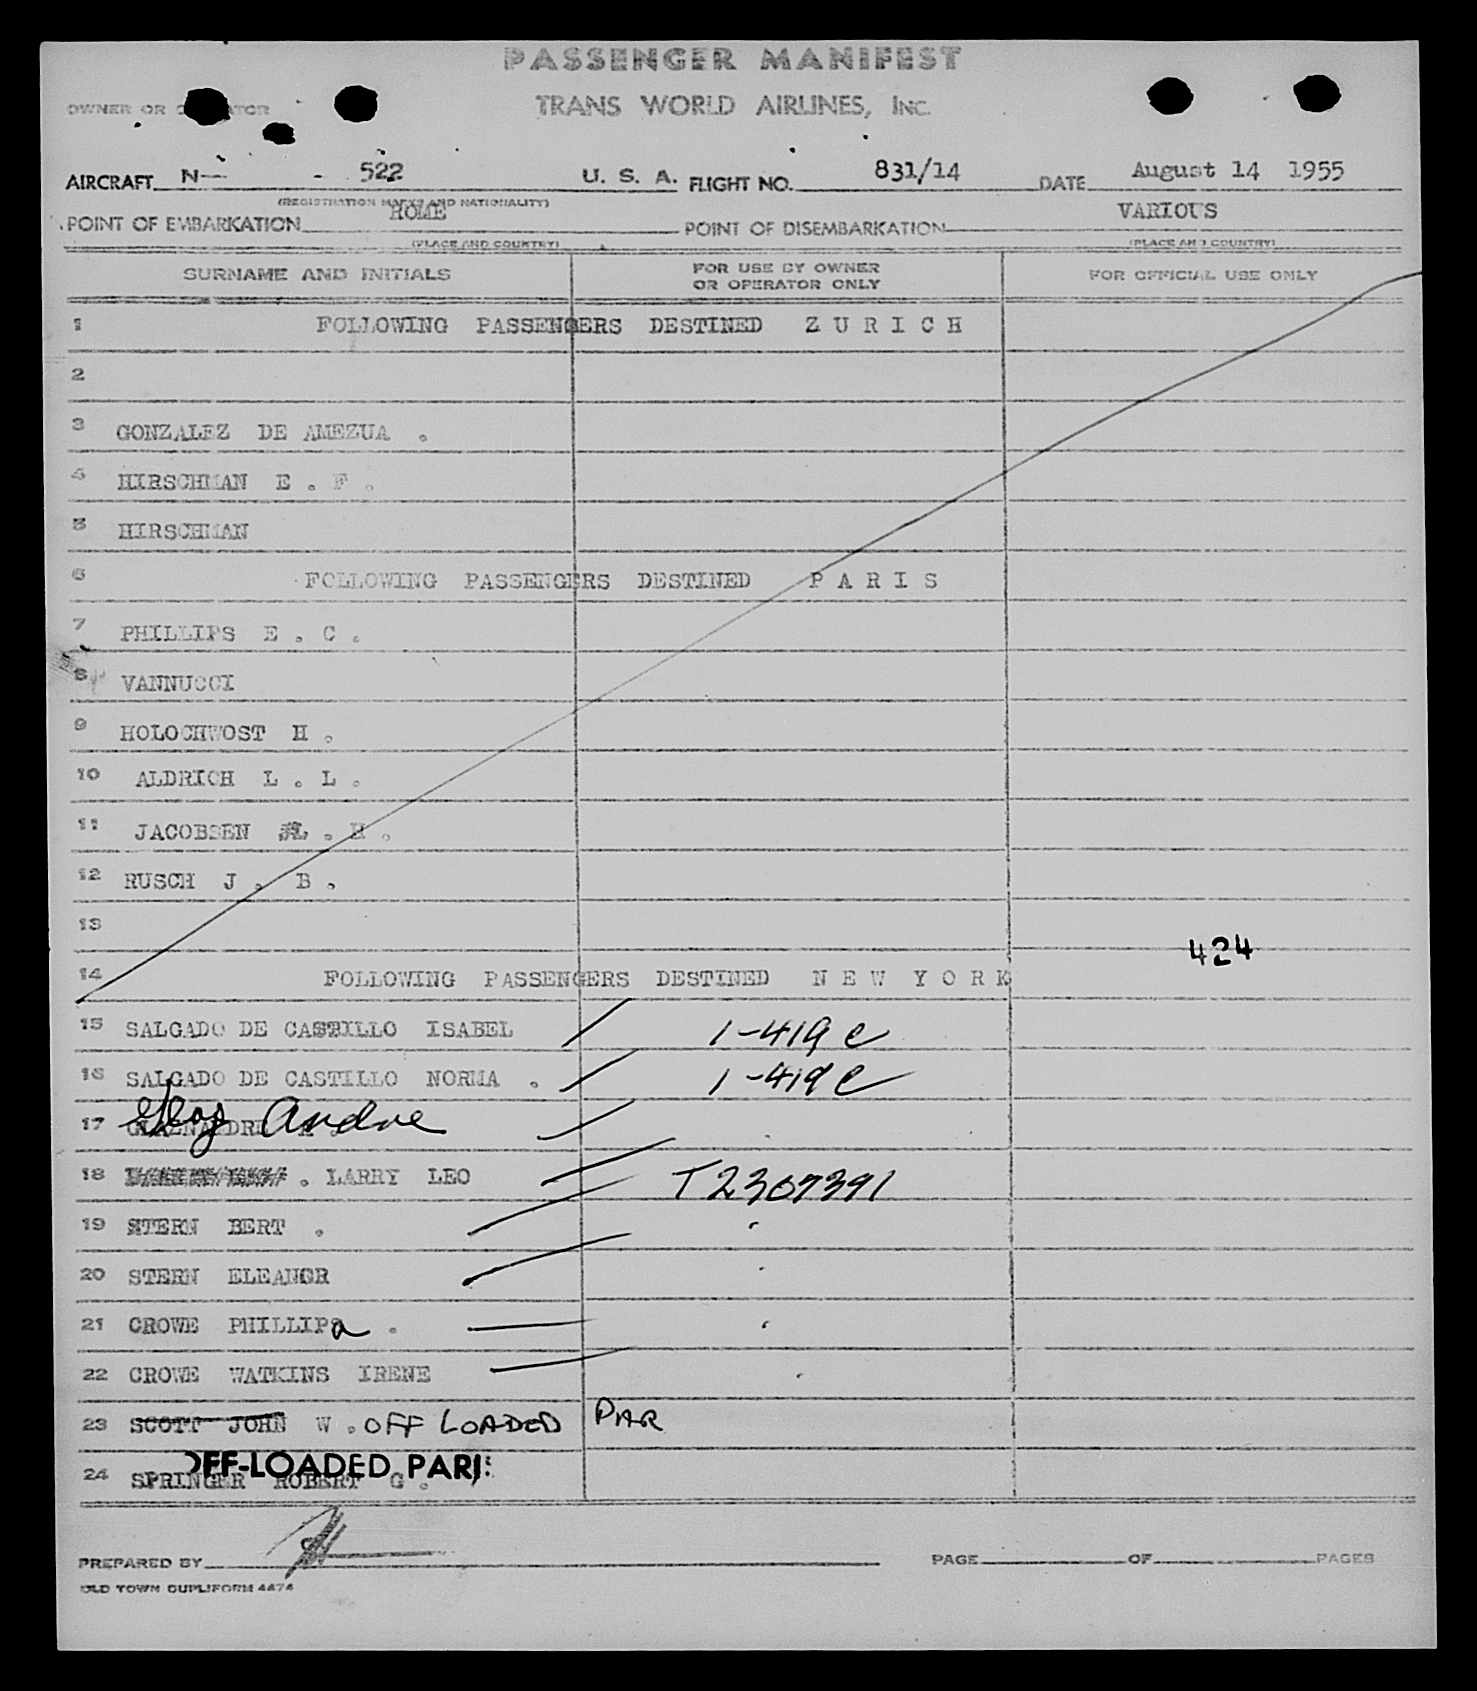 PASSENGER MANIFEST
OWNER OR OPERATOR TRANS WORLD AIRLINES, INC.
AIRCRAFT N- - 522 U. S. A. FLIGHT NO. 831/14 DATE August 14 1955
(REGISTRATION MARKS AND NATIONALITY)
POINT OF EMBARKATION ROME POINT OF DISEMBARKATION VARIOUS
(PLACE AND COUNTRY) (PLACE AND COUNTRY)
SURNAME AND INITIALS FOR USE BY OWNER OR OPERATOR ONLY FOR OFFICIAL USE ONLY
1 FOLLOWING PASSENGERS DESTINED Z U R I C H
2
3 GONZALEZ DE AMEZUA .
4 HIRSCHMAN E . F .
5 HIRSCHMAN
6 FOLLOWING PASSENGERS DESTINED P A R I S
7 PHILLIPS E . C .
8 VANNUCCI
9 HOLOCHWOST H .
10 ALDRICH L . L .
11 JACOBSEN L . H .
12 RUSCH J . B .
13
424
14 FOLLOWING PASSENGERS DESTINED N E W Y O R K
15 SALGADO DE CASTILLO ISABEL 1-419 c
16 SALGADO DE CASTILLO NORMA . 1-419 c
17 Andre
18 . LARRY LEO T2307391
19 STERN BERT .
20 STERN ELEANOR
21 CROWE PHILLIPa .
22 CROWE WATKINS IRENE
23 SCOTT JOHN W . OFF LOADED PAR
OFF-LOADED PARIS
24 SPRINGER ROBERT G .
PREPARED BY PAGE OF PAGES
OLD TOWN DUPLIFORM 4474